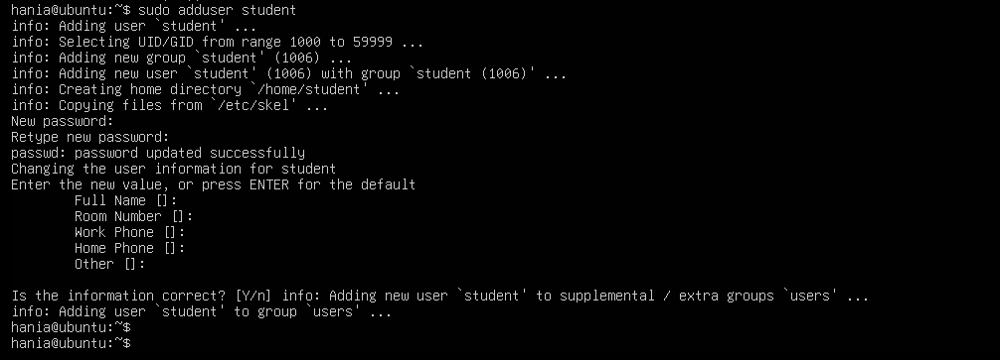 hania@ubuntu:~$ sudo adduser student
info: Adding user `student' ...
info: Selecting UID/GID from range 1000 to 59999 ...
info: Adding new group `student' (1006) ...
info: Adding new user `student' (1006) with group `student (1006)' ...
info: Creating home directory `/home/student' ...
info: Copying files from `/etc/skel' ...
New password:
Retype new password:
passwd: password updated successfully
Changing the user information for student
Enter the new value, or press ENTER for the default
        Full Name []:
        Room Number []:
        Work Phone []:
        Home Phone []:
        Other []:
Is the information correct? [Y/n] info: Adding new user `student' to supplemental / extra groups `users' ...
info: Adding user `student' to group `users' ...
hania@ubuntu:~$
hania@ubuntu:~$